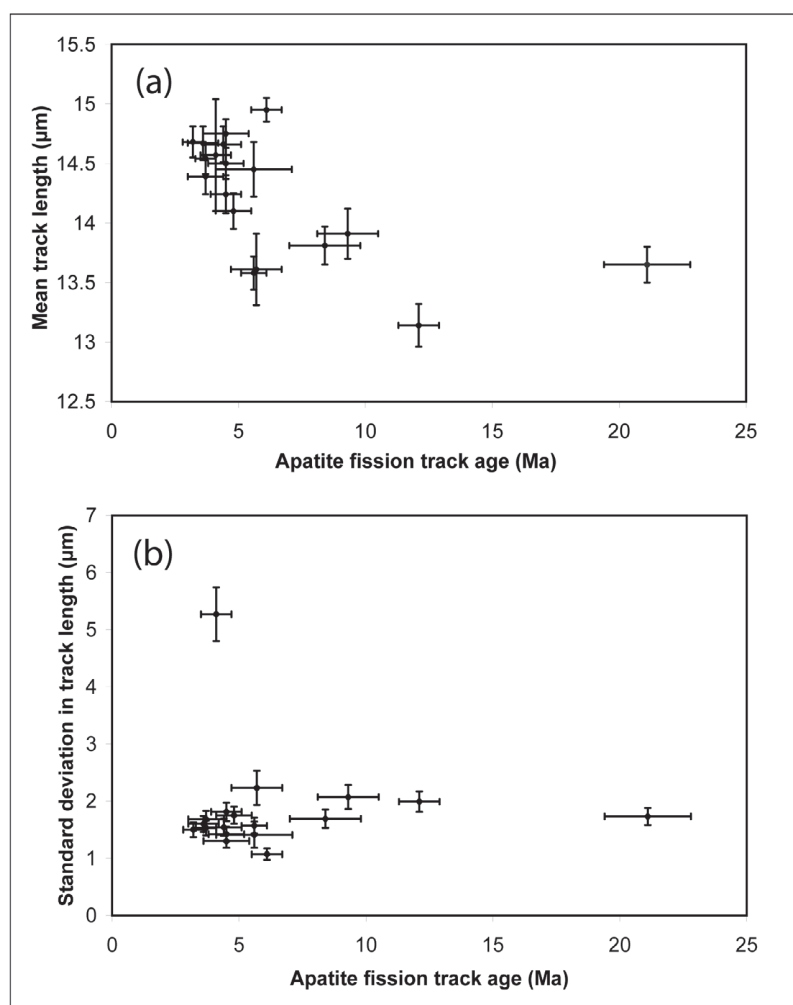 (a)
Mean track length (µm)
15.5
15
14.5
14
13.5
13
12.5
0 5 10 15 20 25
Apatite fission track age (Ma)
(b)
Standard deviation in track length (µm)
7
6
5
4
3
2
1
0
0 5 10 15 20 25
Apatite fission track age (Ma)